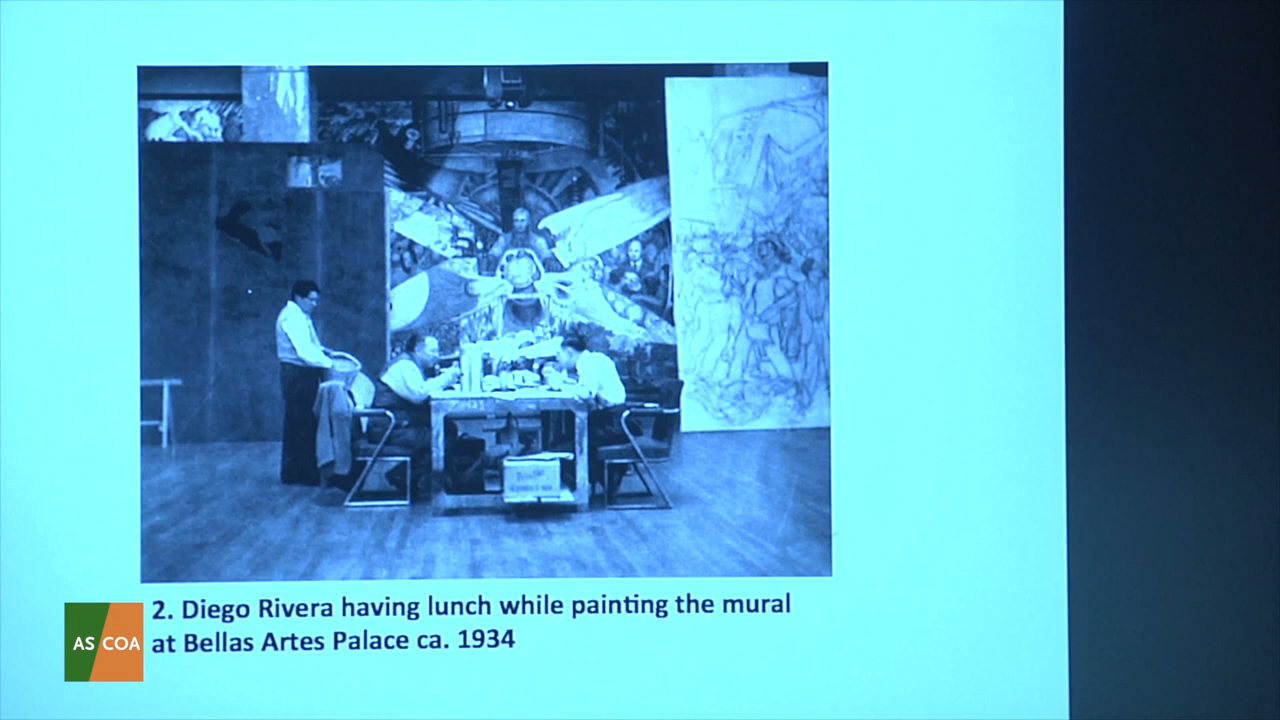 2. Diego Rivera having lunch while painting the mural
at Bellas Artes Palace ca. 1934
AS COA